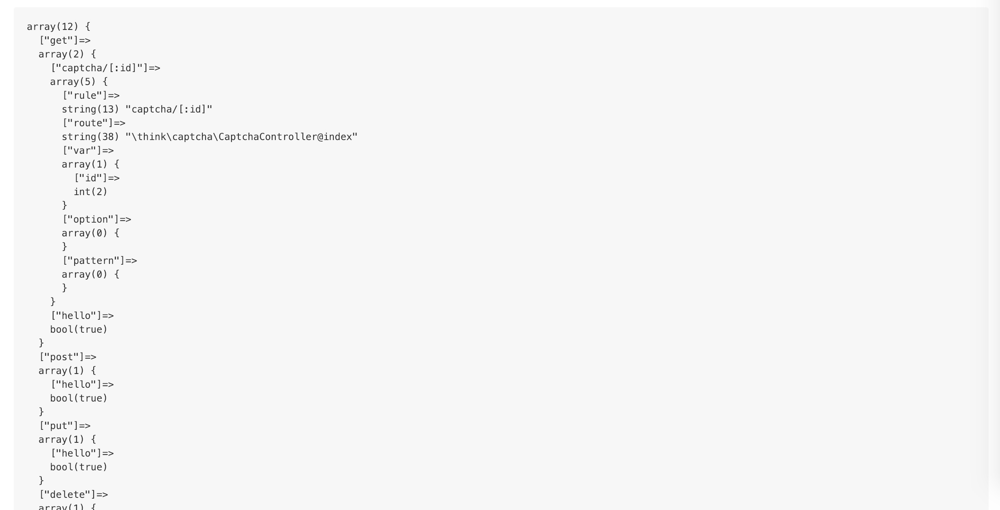 array(12) {
  ["get"]=>
  array(2) {
    ["captcha/[:id]"]=>
    array(5) {
      ["rule"]=>
      string(13) "captcha/[:id]"
      ["route"]=>
      string(38) "\think\captcha\CaptchaController@index"
      ["var"]=>
      array(1) {
        ["id"]=>
        int(2)
      }
      ["option"]=>
      array(0) {
      }
      ["pattern"]=>
      array(0) {
      }
    }
    ["hello"]=>
    bool(true)
  }
  ["post"]=>
  array(1) {
    ["hello"]=>
    bool(true)
  }
  ["put"]=>
  array(1) {
    ["hello"]=>
    bool(true)
  }
  ["delete"]=>
  array(1) {